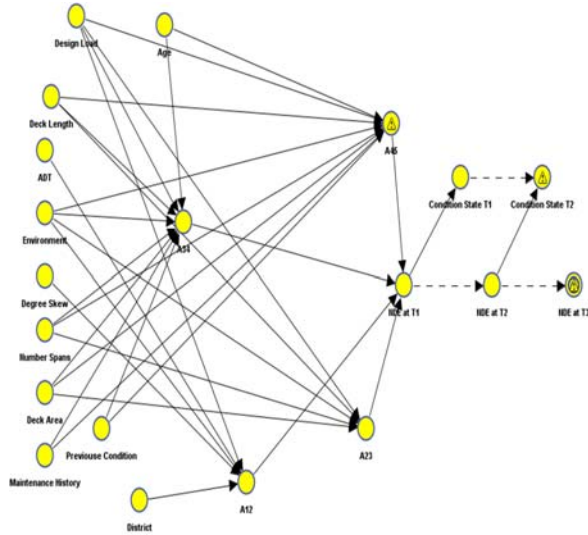 Design Load
Age
Deck Length
A45
ADT
Condition State T1
Condition State T2
Environment
A34
Degree Skew
NDE at T1
NDE at T2
NDE at T3
Number Spans
Deck Area
Previouse Condition
A23
Maintenance History
A12
District